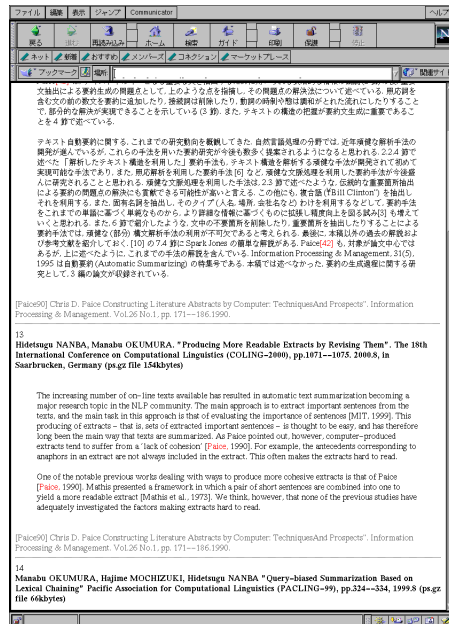 ファイル 編集 表示 ジャンプ Communicator ヘルプ
戻る 進む 再読み込み ホーム 検索 ガイド 印刷 保護 停止
ネット 新着 おすすめ メンバーズ コネクション マーケットプレース
ブックマーク 場所 関連サイト
文抽出による要約生成の問題点として、上のような点を指摘し、その問題点の解決法について述べている。照応詞を
含む文の前の数文を要約に追加したり、接続詞は削除したり、動詞の時制や態は調和がとれた流れにしたりすること
で、部分的な解決が実現できることを示している (3 節)。また、テキストの構造の把握が要約文生成に重要であるこ
とを 4 節で述べている。
テキスト自動要約に関する、これまでの研究動向を概観してきた。自然言語処理の分野では、近年頑健な解析手法の
開発が進んでいるが、これらの手法を用いた要約研究が今後も数多く提案されるようになると思われる。2.2.4 節で
述べた「解析したテキスト構造を利用した」要約手法も、テキスト構造を解析する頑健な手法が開発されて初めて
実現可能な手法であり、また、照応解析を利用した要約手法 [6] など、頑健な文脈処理を利用した要約手法が今後盛
んに研究されることと思われる。頑健な文脈処理を利用した手法は、2.3 節で述べたような、伝統的な重要箇所抽出
による要約の問題点の解決にも貢献できる可能性が高いと言える。この他にも、複合語 (¥Bill Clinton") を抽出し、
それを利用する、また、固有名詞を抽出し、そのタイプ (人名、場所、会社名など) わけを利用するなどして、要約手法
をこれまでの単語に基づく単純なものから、より詳細な情報に基づくものに拡張し精度向上を図る試み[3] も増えて
いくと思われる。また、6 節で紹介したような、文中の不要箇所を削除したり、重要箇所を抽出したりすることによる
要約手法では、頑健な (部分) 構文解析手法の利用が不可欠であると考えられる。最後に、本稿以外の過去の解説およ
び参考文献を紹介しておく。[10] の 7.4 節に Spark Jones の簡単な解説がある。Paice[42] も、対象が論文中心では
あるが、上に述べたように、これまでの手法の解説を含んでいる。Information Processing & Management, 31(5),
1995 は自動要約 (Automatic Summarizing) の特集号である。本稿では述べなかった、要約の生成過程に関する研
究として、3 編の論文が収録されている。
[Paice90] Chris D. Paice Constructing Literature Abstracts by Computer: TechniquesAnd Prospects". Information
Processing & Management. Vol.26 No.1, pp. 171--186.1990.
13
Hidetsugu NANBA, Manabu OKUMURA. "Producing More Readable Extracts by Revising Them". The 18th
International Conference on Computational Linguistics (COLING-2000), pp.1071--1075. 2000.8, in
Saarbrucken, Germany (ps.gz file 154kbytes)
The increasing number of on-line texts available has resulted in automatic text summarization becoming a
major research topic in the NLP community. The main approach is to extract important sentences from the
texts, and the main task in this approach is that of evaluating the importance of sentences [MIT, 1999]. This
producing of extracts - that is, sets of extracted important sentences - is thought to be easy, and has therefore
long been the main way that texts are summarized. As Paice pointed out, however, computer-produced
extracts tend to suffer from a 'lack of cohesion' [Paice, 1990]. For example, the antecedents corresponding to
anaphors in an extract are not always included in the extract. This often makes the extracts hard to read.
One of the notable previous works dealing with ways to produce more cohesive extracts is that of Paice
[Paice, 1990]. Mathis presented a framework in which a pair of short sentences are combined into one to
yield a more readable extract [Mathis et al., 1973]. We think, however, that none of the previous studies have
adequately investigated the factors making extracts hard to read.
[Paice90] Chris D. Paice Constructing Literature Abstracts by Computer: TechniquesAnd Prospects". Information
Processing & Management. Vol.26 No.1, pp. 171--186.1990.
14
Manabu OKUMURA, Hajime MOCHIZUKI, Hidetsugu NANBA "Query-biased Summarization Based on
Lexical Chaining" Pacific Association for Computational Linguistics (PACLING-99), pp.324--334, 1999.8 (ps.gz
file 66kbytes)